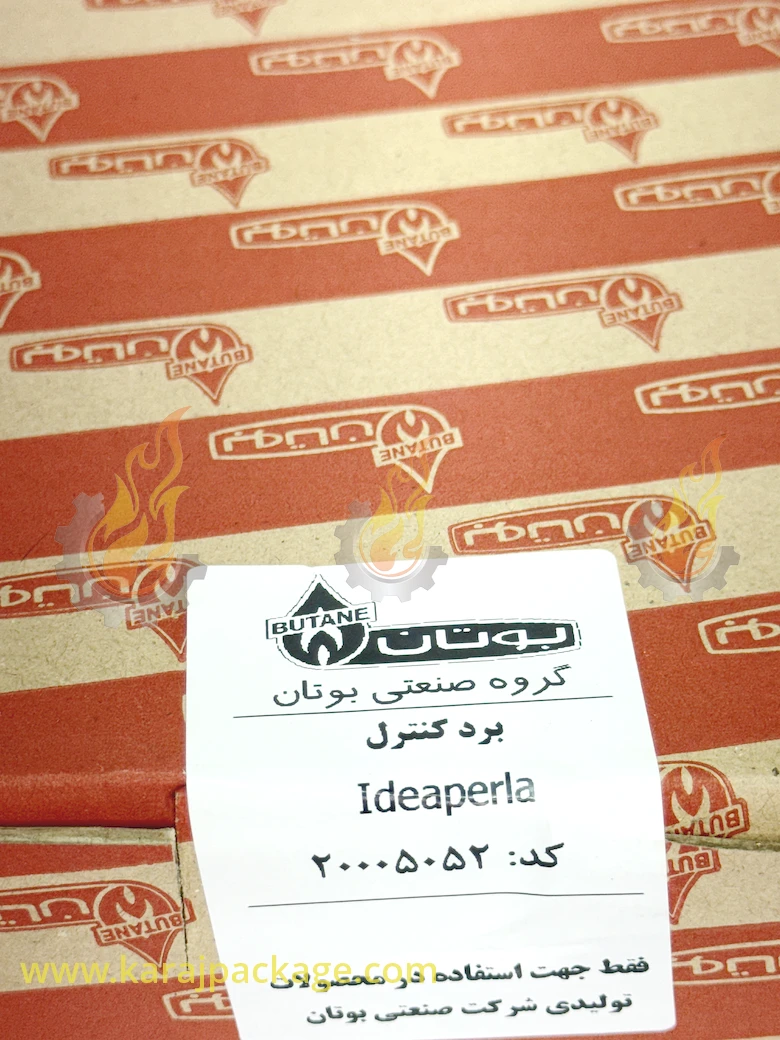 BUTANE بوتان
گروه صنعتی بوتان
برد کنترل
Ideaperla
کد: ۲۰۰۰۵۰۵۲
فقط جهت استفاده در محصولات
تولیدی شرکت صنعتی بوتان
www.karajpackage.com